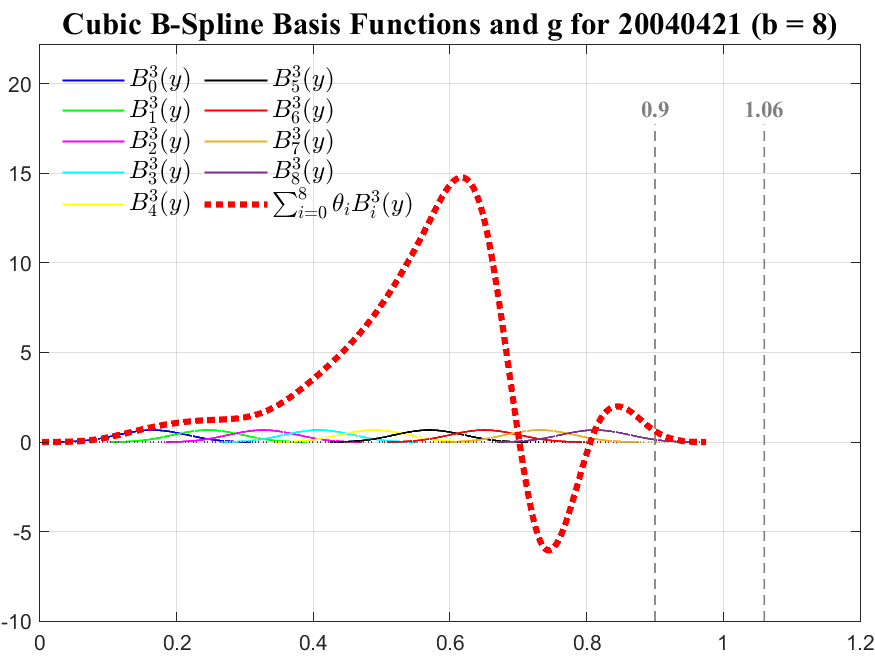 Cubic B-Spline Basis Functions and g for 20040421 (b = 8)
B_0^3(y) B_5^3(y)
B_1^3(y) B_6^3(y)
B_2^3(y) B_7^3(y)
B_3^3(y) B_8^3(y)
B_4^3(y) ∑_{i=0}^8 θ_i B_i^3(y)
0.9 1.06
20
15
10
5
0
-5
-10
0 0.2 0.4 0.6 0.8 1 1.2